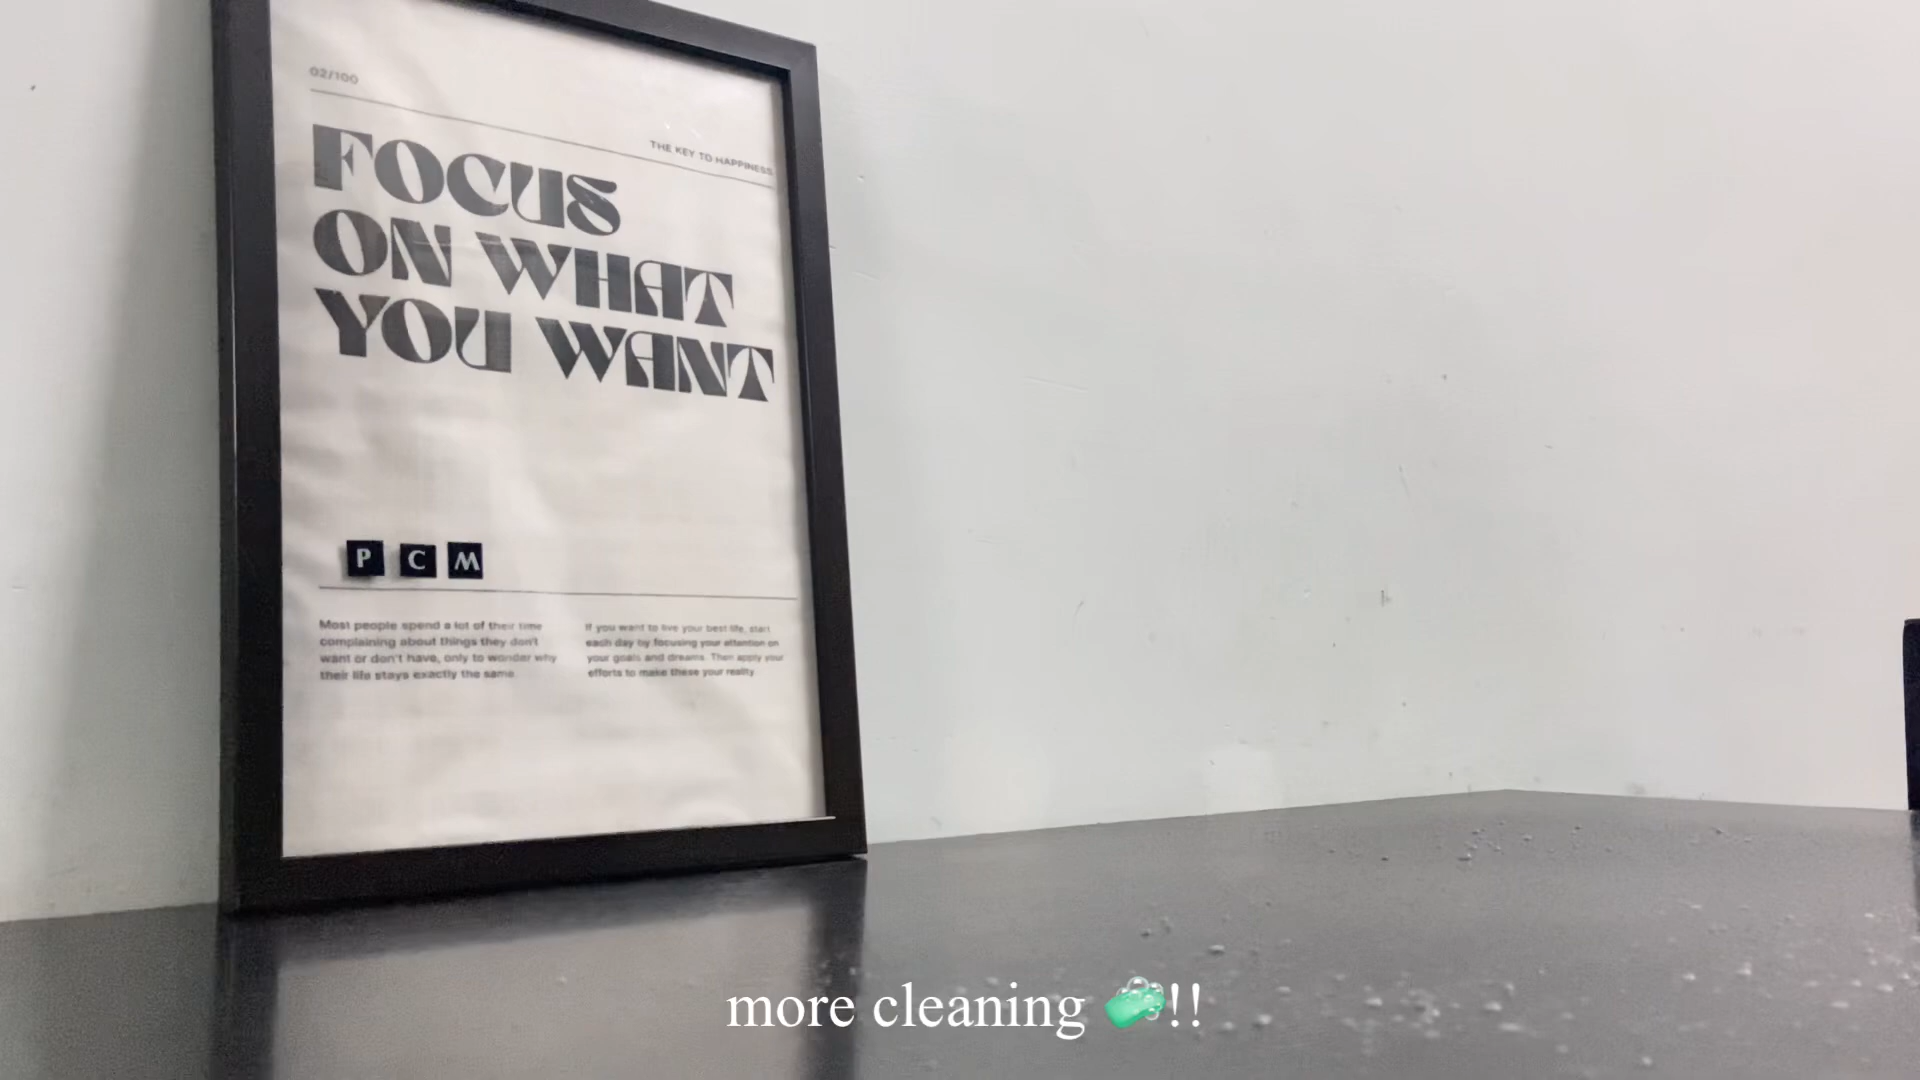 02/100
THE KEY TO HAPPINESS
FOCUS
ON WHAT
YOU WANT
P C M
Most people spend a lot of their time
complaining about things they don't
want or don't have, only to wonder why
their life stays exactly the same
If you want to live your best life, start
each day by focusing your attention on
your goals and dreams. Then apply your
efforts to make these your reality
more cleaning 🧼!!